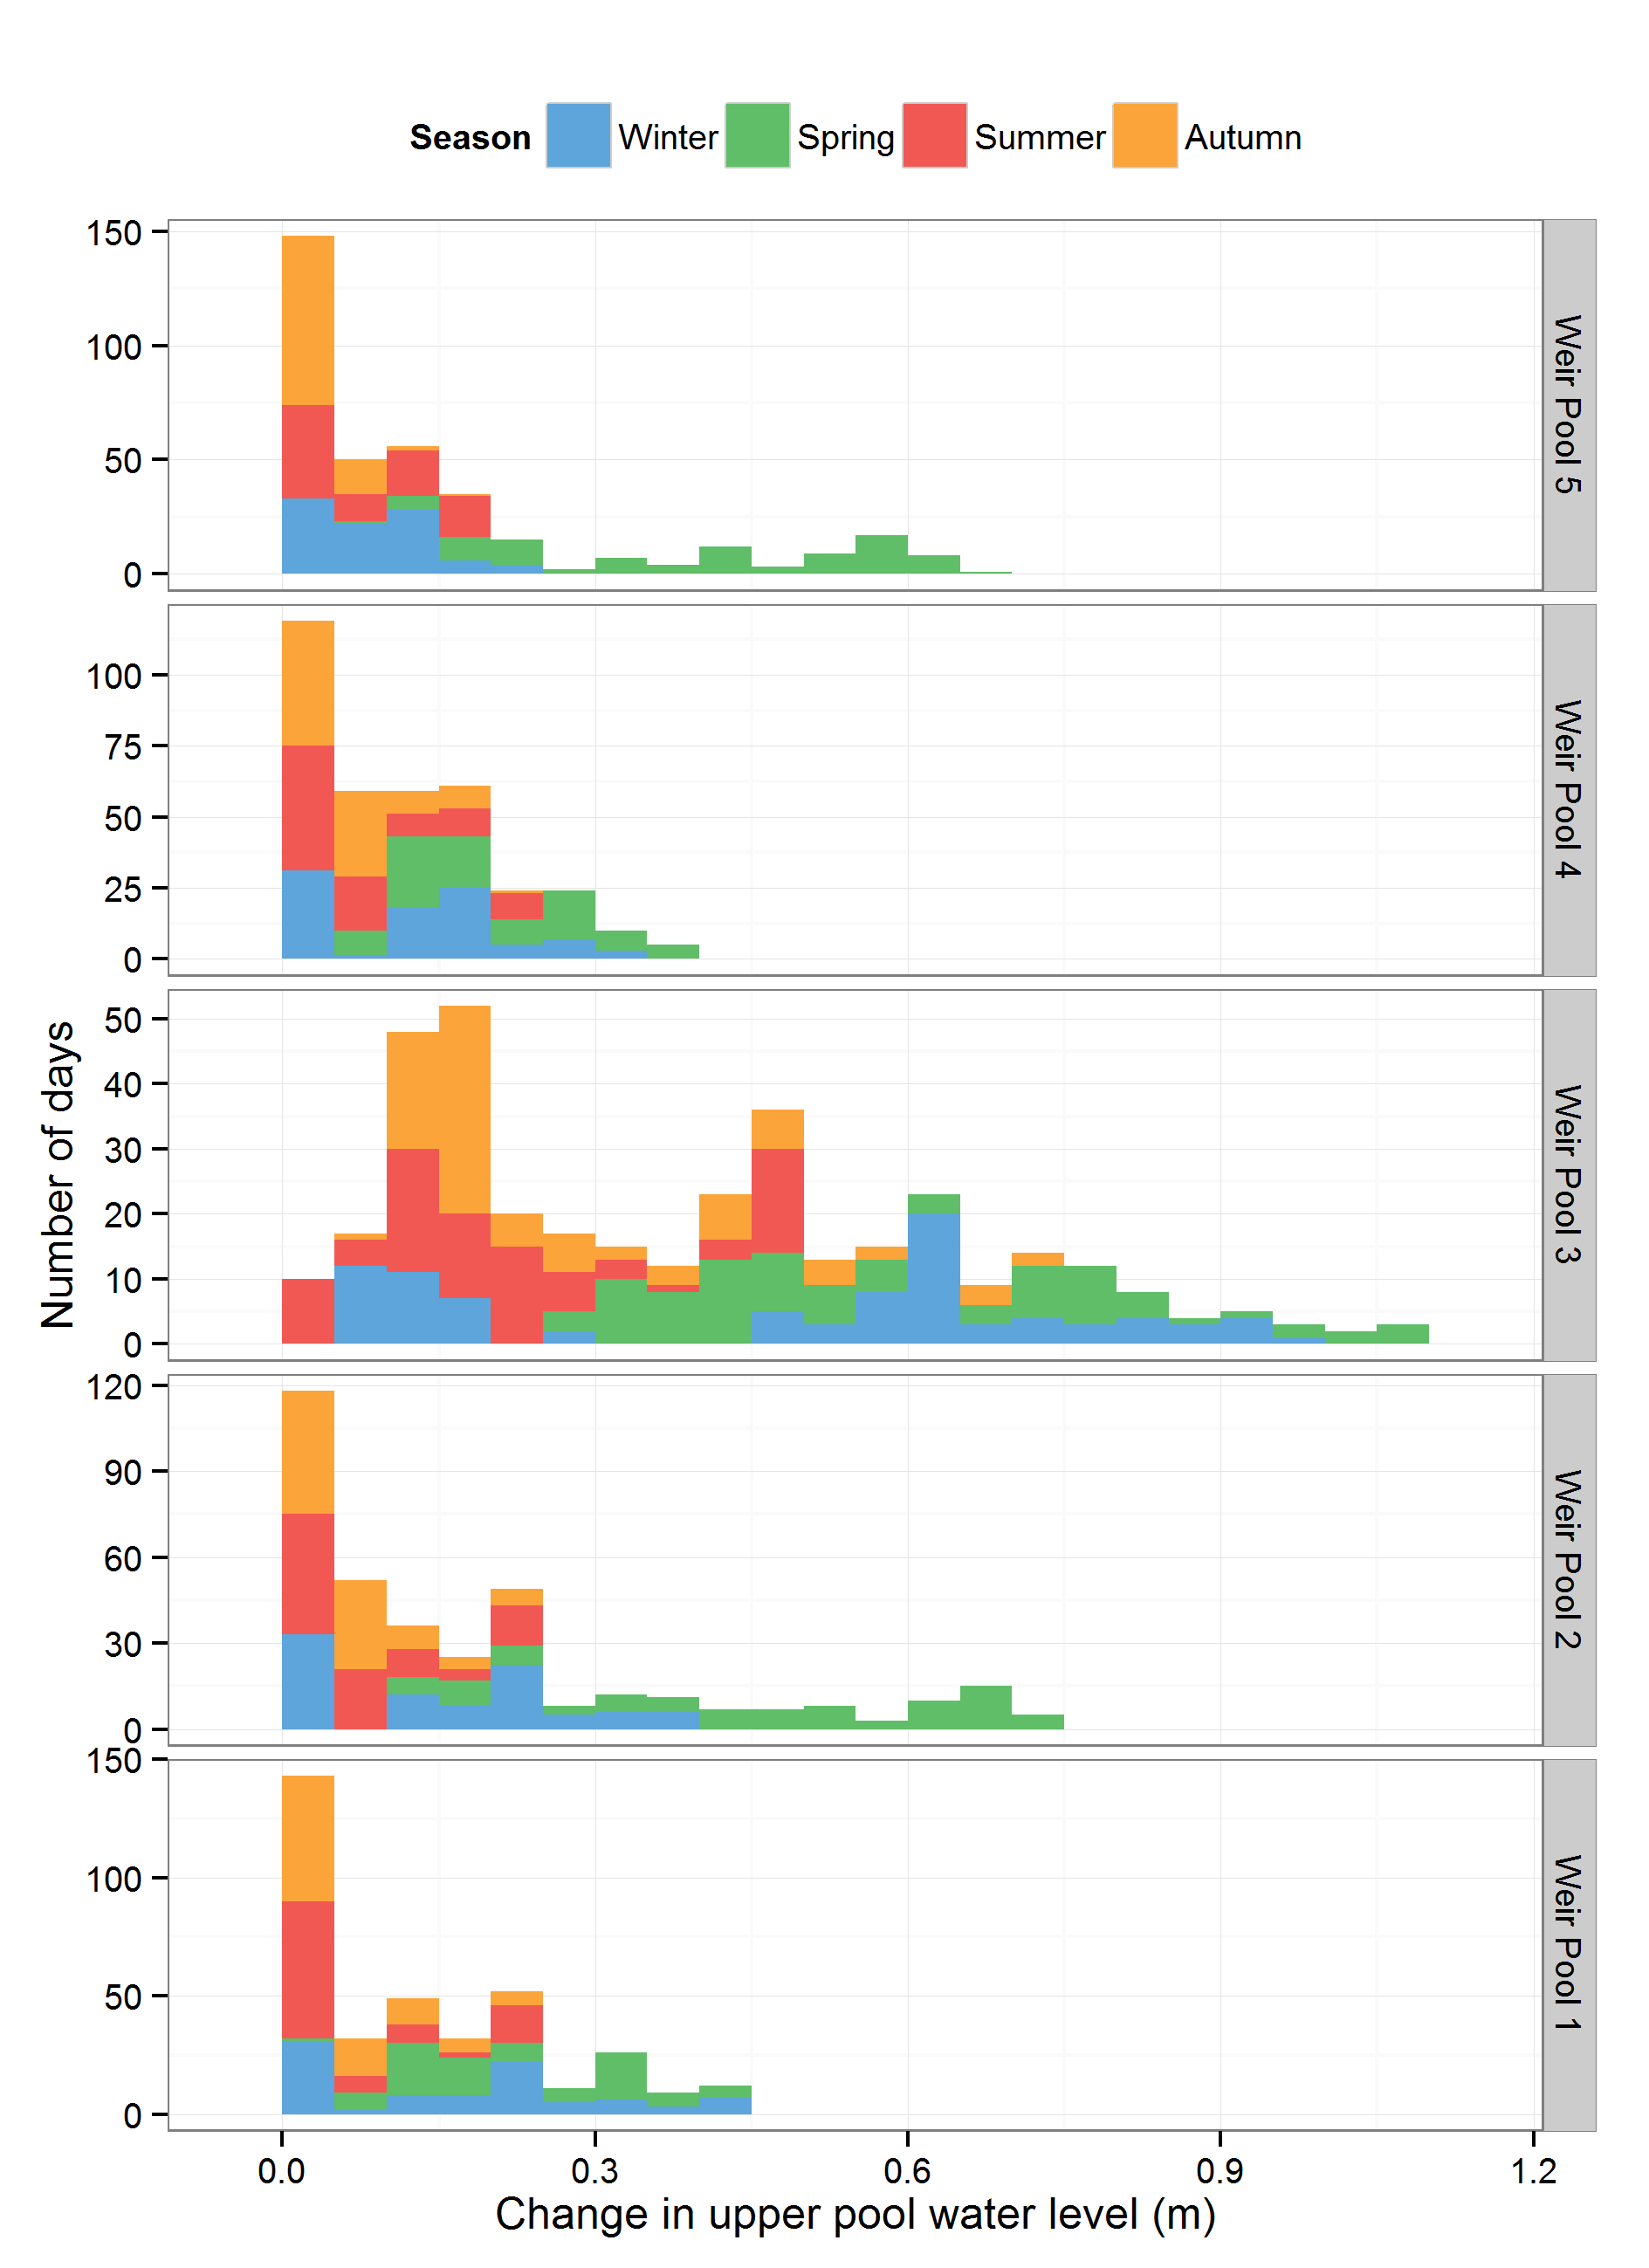 Season Winter Spring Summer Autumn
150
100
50
0
Weir Pool 5
100
75
50
25
0
Weir Pool 4
50
40
30
20
10
0
Weir Pool 3
120
90
60
30
0
Weir Pool 2
150
100
50
0
Weir Pool 1
Number of days
0.0 0.3 0.6 0.9 1.2
Change in upper pool water level (m)